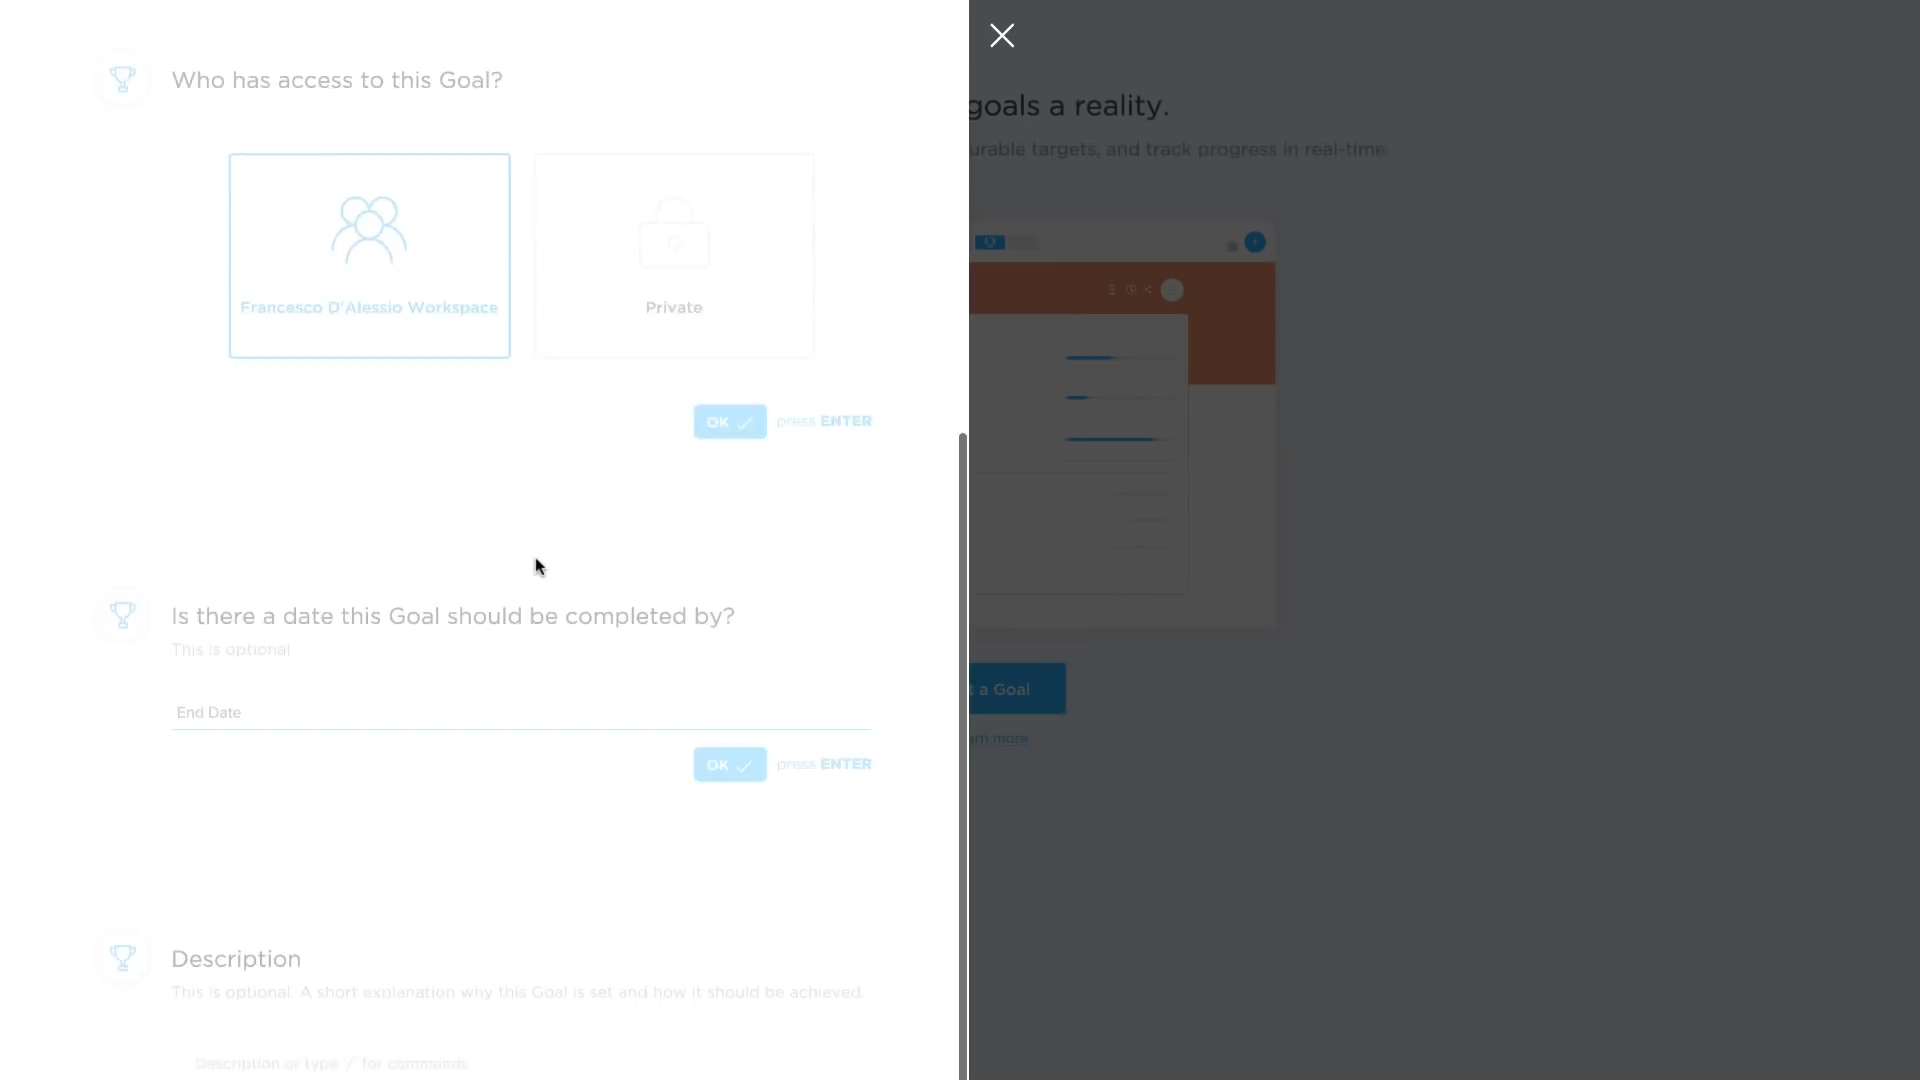 Who has access to this Goal?
Francesco D'Alessio Workspace
Private
OK press ENTER
Is there a date this Goal should be completed by?
This is optional
End Date
OK press ENTER
Description
This is optional. A short explanation why this Goal is set and how it should be achieved.
Description or type '/' for commands
goals a reality.
urable targets, and track progress in real-time.
t a Goal
rn more